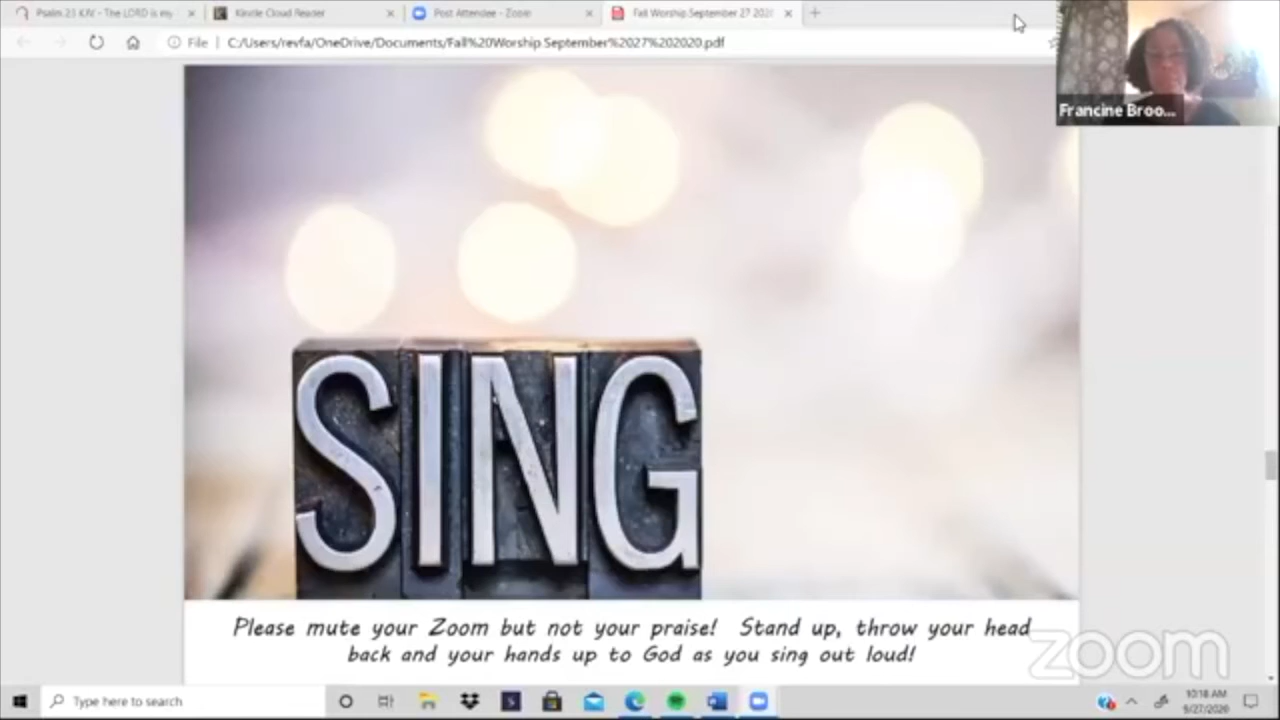 Psalm 23 KJV - The LORD is my
Kindle Cloud Reader
Post Attendee - Zoom
Fall Worship September 27 202
File | C:/Users/revfa/OneDrive/Documents/Fall%20Worship September%2027%202020.pdf
Francine Broo...
SING
Please mute your Zoom but not your praise! Stand up, throw your head
back and your hands up to God as you sing out loud!
zoom
Type here to search
10:18 AM
9/27/2020